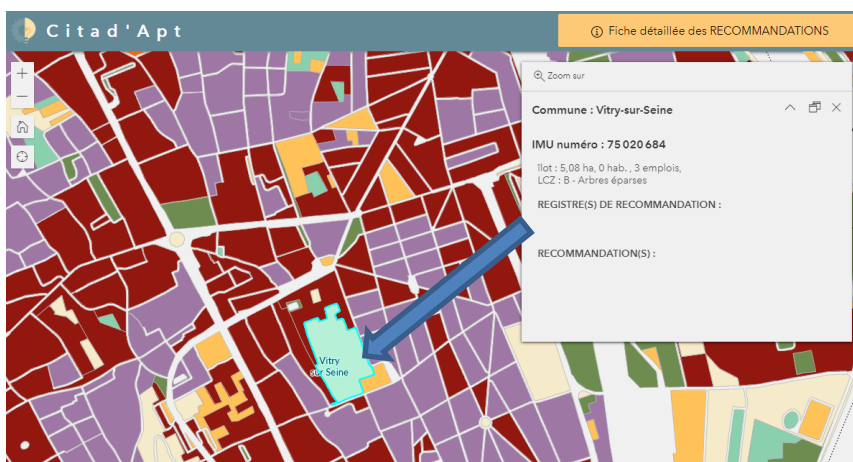 Citad'Apt
Fiche détaillée des RECOMMANDATIONS
Zoom sur
Commune : Vitry-sur-Seine
IMU numéro : 75 020 684
Ilot : 5,08 ha, 0 hab. , 3 emplois,
LCZ : B - Arbres éparses
REGISTRE(S) DE RECOMMANDATION :
RECOMMANDATION(S) :
Vitry
sur Seine